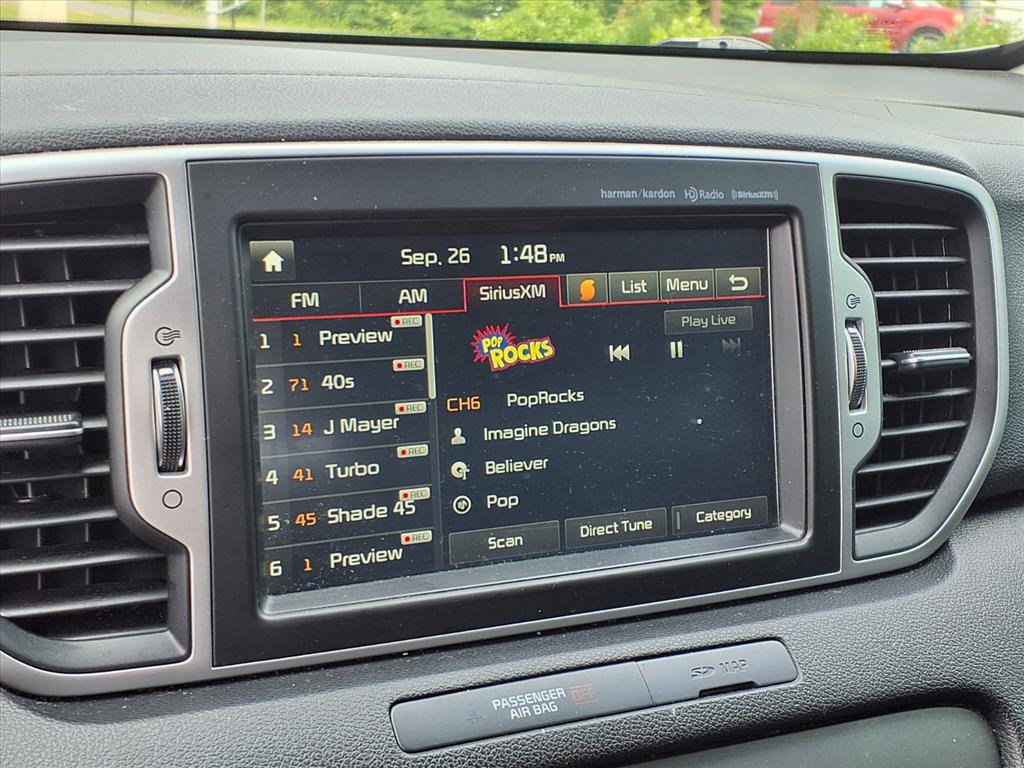 harman/kardon HD Radio ((SiriusXM))
Sep. 26 1:48 PM
FM AM SiriusXM List Menu
1 1 Preview REC
2 71 40s REC
3 14 J Mayer REC
4 41 Turbo REC
5 45 Shade 45 REC
6 1 Preview REC
POP ROCKS
Play Live
CH6 PopRocks
Imagine Dragons
Believer
Pop
Scan Direct Tune Category
PASSENGER AIR BAG OFF
SD MAP